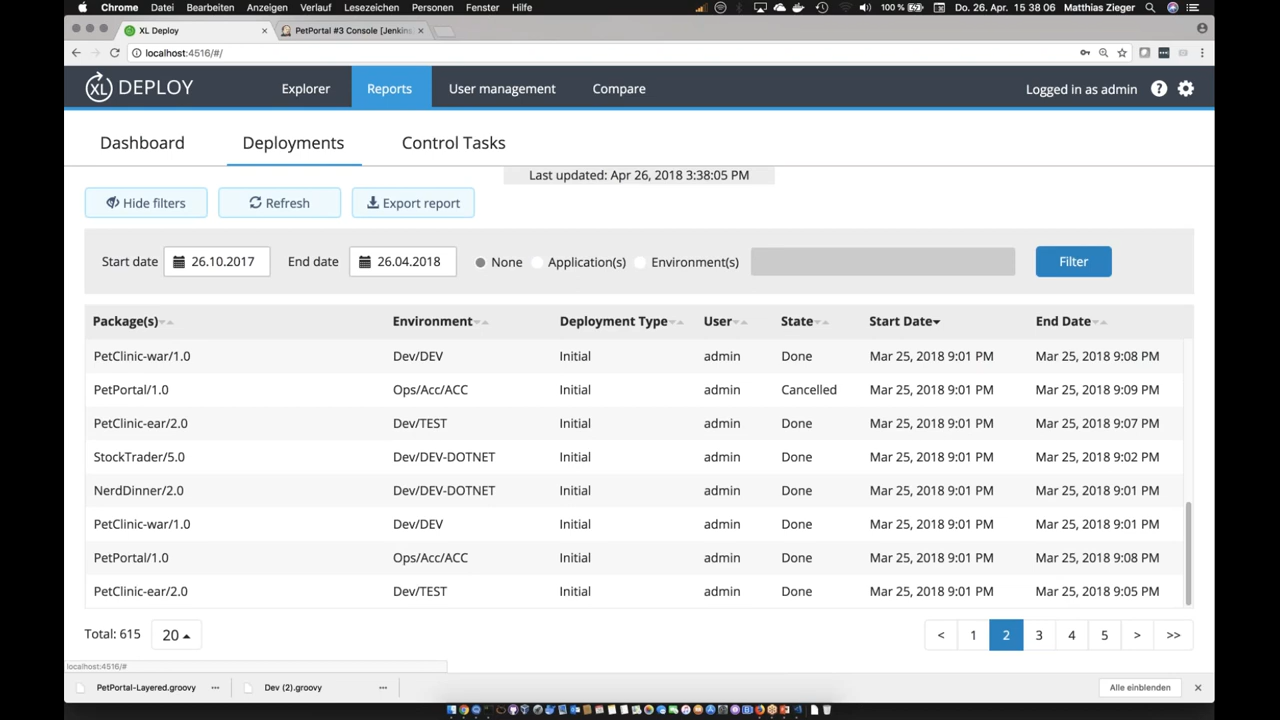 Chrome Datei Bearbeiten Anzeigen Verlauf Lesezeichen Personen Fenster Hilfe 100 % Do. 26. Apr. 15 38 06 Matthias Zieger
XL Deploy PetPortal #3 Console [Jenkins
localhost:4516/#/
XL DEPLOY Explorer Reports User management Compare Logged in as admin ?
Dashboard Deployments Control Tasks
Last updated: Apr 26, 2018 3:38:05 PM
Hide filters Refresh Export report
Start date 26.10.2017 End date 26.04.2018 None Application(s) Environment(s) Filter
Package(s) Environment Deployment Type User State Start Date End Date
PetClinic-war/1.0 Dev/DEV Initial admin Done Mar 25, 2018 9:01 PM Mar 25, 2018 9:08 PM
PetPortal/1.0 Ops/Acc/ACC Initial admin Cancelled Mar 25, 2018 9:01 PM Mar 25, 2018 9:09 PM
PetClinic-ear/2.0 Dev/TEST Initial admin Done Mar 25, 2018 9:01 PM Mar 25, 2018 9:07 PM
StockTrader/5.0 Dev/DEV-DOTNET Initial admin Done Mar 25, 2018 9:01 PM Mar 25, 2018 9:02 PM
NerdDinner/2.0 Dev/DEV-DOTNET Initial admin Done Mar 25, 2018 9:01 PM Mar 25, 2018 9:01 PM
PetClinic-war/1.0 Dev/DEV Initial admin Done Mar 25, 2018 9:01 PM Mar 25, 2018 9:01 PM
PetPortal/1.0 Ops/Acc/ACC Initial admin Done Mar 25, 2018 9:01 PM Mar 25, 2018 9:08 PM
PetClinic-ear/2.0 Dev/TEST Initial admin Done Mar 25, 2018 9:01 PM Mar 25, 2018 9:05 PM
Total: 615 20 < 1 2 3 4 5 > >>
localhost:4516/#
PetPortal-Layered.groovy ... Dev (2).groovy ... Alle einblenden